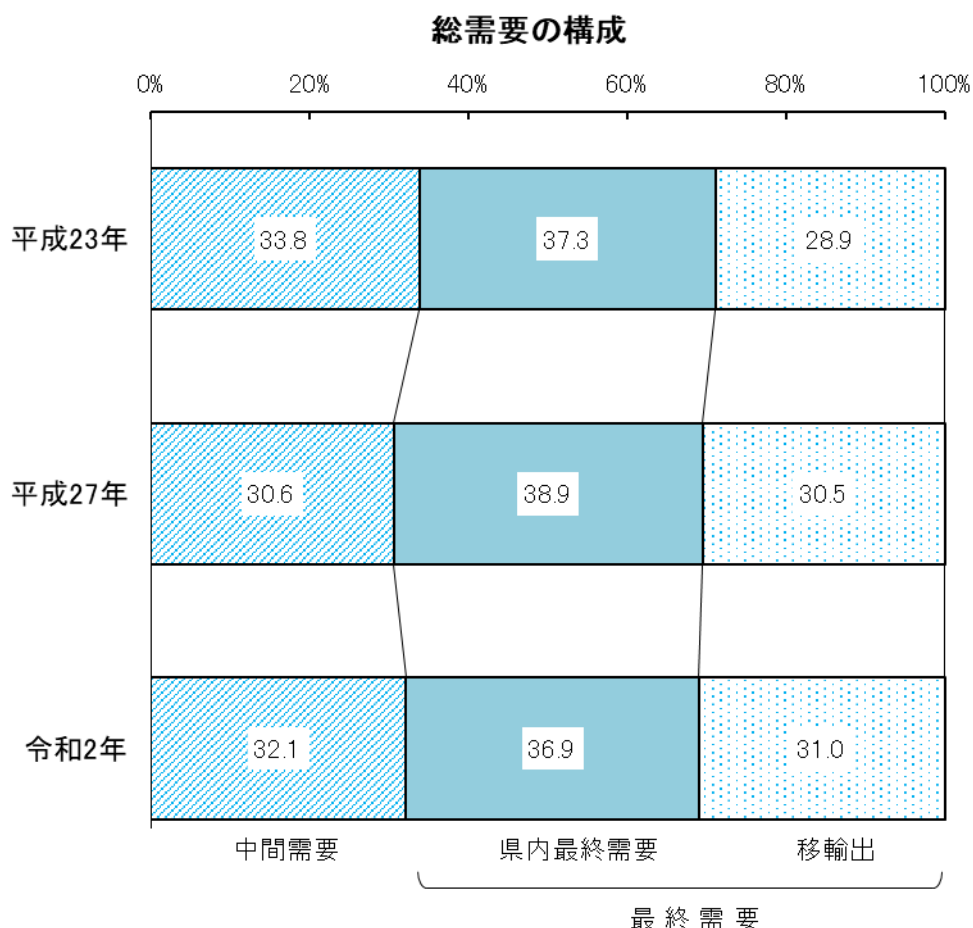 総需要の構成
0% 20% 40% 60% 80% 100%
平成23年 33.8 37.3 28.9
平成27年 30.6 38.9 30.5
令和2年 32.1 36.9 31.0
中間需要 県内最終需要 移輸出
最終需要